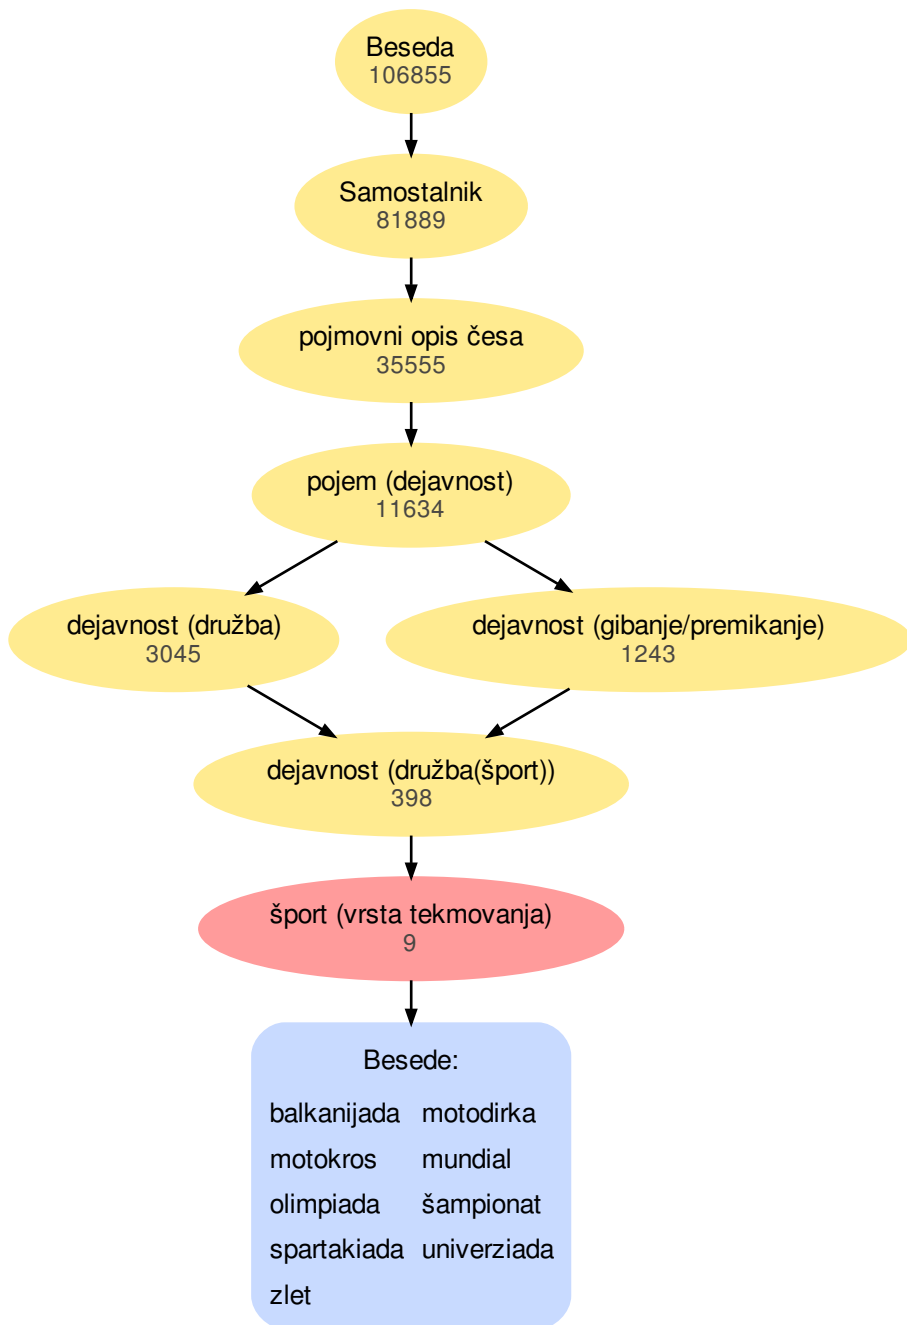 Beseda
106855
Samostalnik
81889
pojmovni opis česa
35555
pojem (dejavnost)
11634
dejavnost (družba)
3045
dejavnost (gibanje/premikanje)
1243
dejavnost (družba(šport))
398
šport (vrsta tekmovanja)
9
Besede:
balkanijada motodirka
motokros mundial
olimpiada šampionat
spartakiada univerziada
zlet